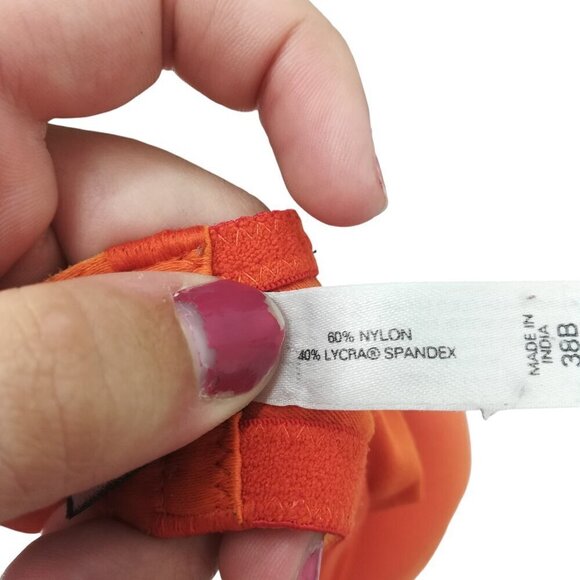 60% NYLON
40% LYCRA® SPANDEX
MADE IN
INDIA
38B